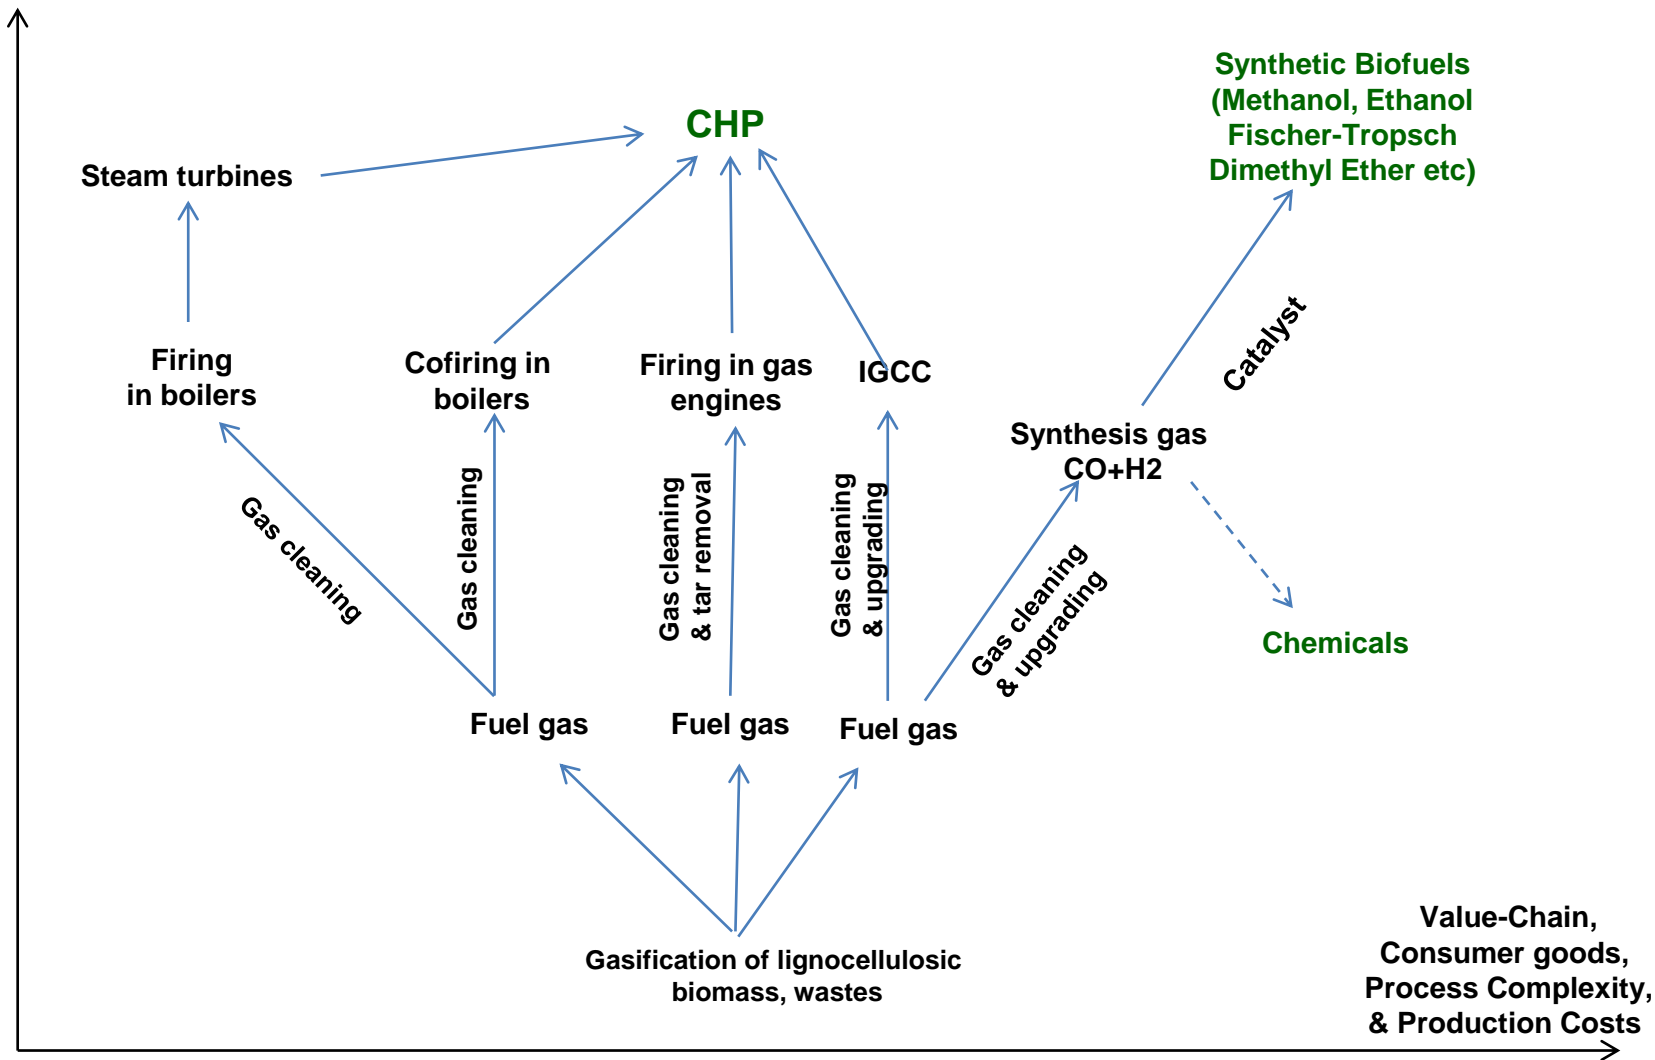 Synthetic Biofuels
(Methanol, Ethanol
Fischer-Tropsch
Dimethyl Ether etc)
CHP
Steam turbines
Firing
in boilers
Cofiring in
boilers
Firing in gas
engines
IGCC
Catalyst
Synthesis gas
CO+H2
Gas cleaning
Gas cleaning
Gas cleaning
& tar removal
Gas cleaning
& upgrading
Gas cleaning
& upgrading
Chemicals
Fuel gas
Fuel gas
Fuel gas
Gasification of lignocellulosic
biomass, wastes
Value-Chain,
Consumer goods,
Process Complexity,
& Production Costs